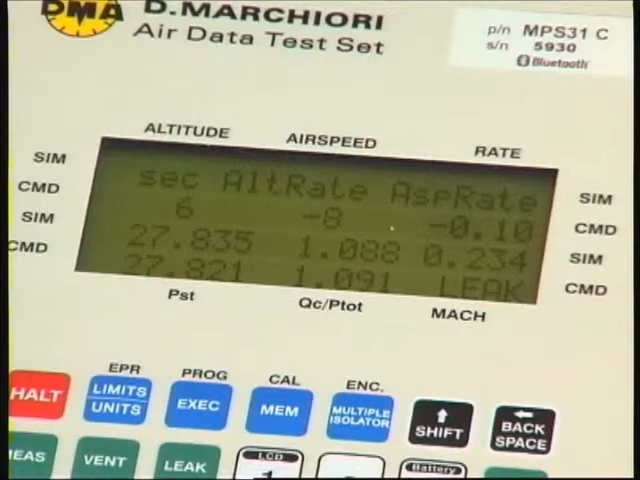 DMA D.MARCHIORI
Air Data Test Set
p/n MPS31 C
s/n 5930
Bluetooth
ALTITUDE AIRSPEED RATE
SIM
CMD
SIM
CMD
sec AltRate AspRate
6 -8 -0.10
27.835 1.088 0.234
27.821 1.091 LEAK
SIM
CMD
SIM
CMD
Pst Qc/Ptot MACH
EPR PROG CAL ENC.
HALT
LIMITS
UNITS
EXEC
MEM
MULTIPLE
ISOLATOR
SHIFT
BACK
SPACE
EAS
VENT
LEAK
LCD
1
Battery